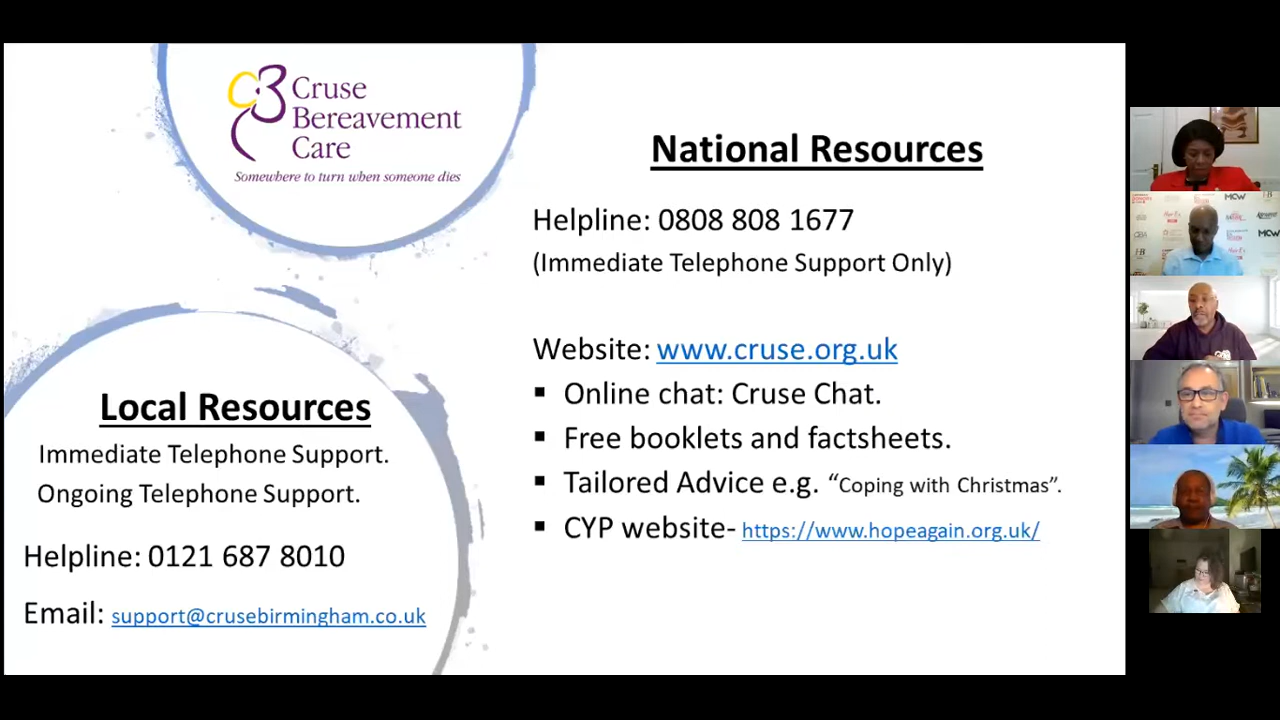 Cruse
Bereavement
Care
Somewhere to turn when someone dies
National Resources
Helpline: 0808 808 1677
(Immediate Telephone Support Only)
Website: www.cruse.org.uk
▪ Online chat: Cruse Chat.
▪ Free booklets and factsheets.
▪ Tailored Advice e.g. “Coping with Christmas”.
▪ CYP website- https://www.hopeagain.org.uk/
Local Resources
Immediate Telephone Support.
Ongoing Telephone Support.
Helpline: 0121 687 8010
Email: support@crusebirmingham.co.uk
MCW
MCW